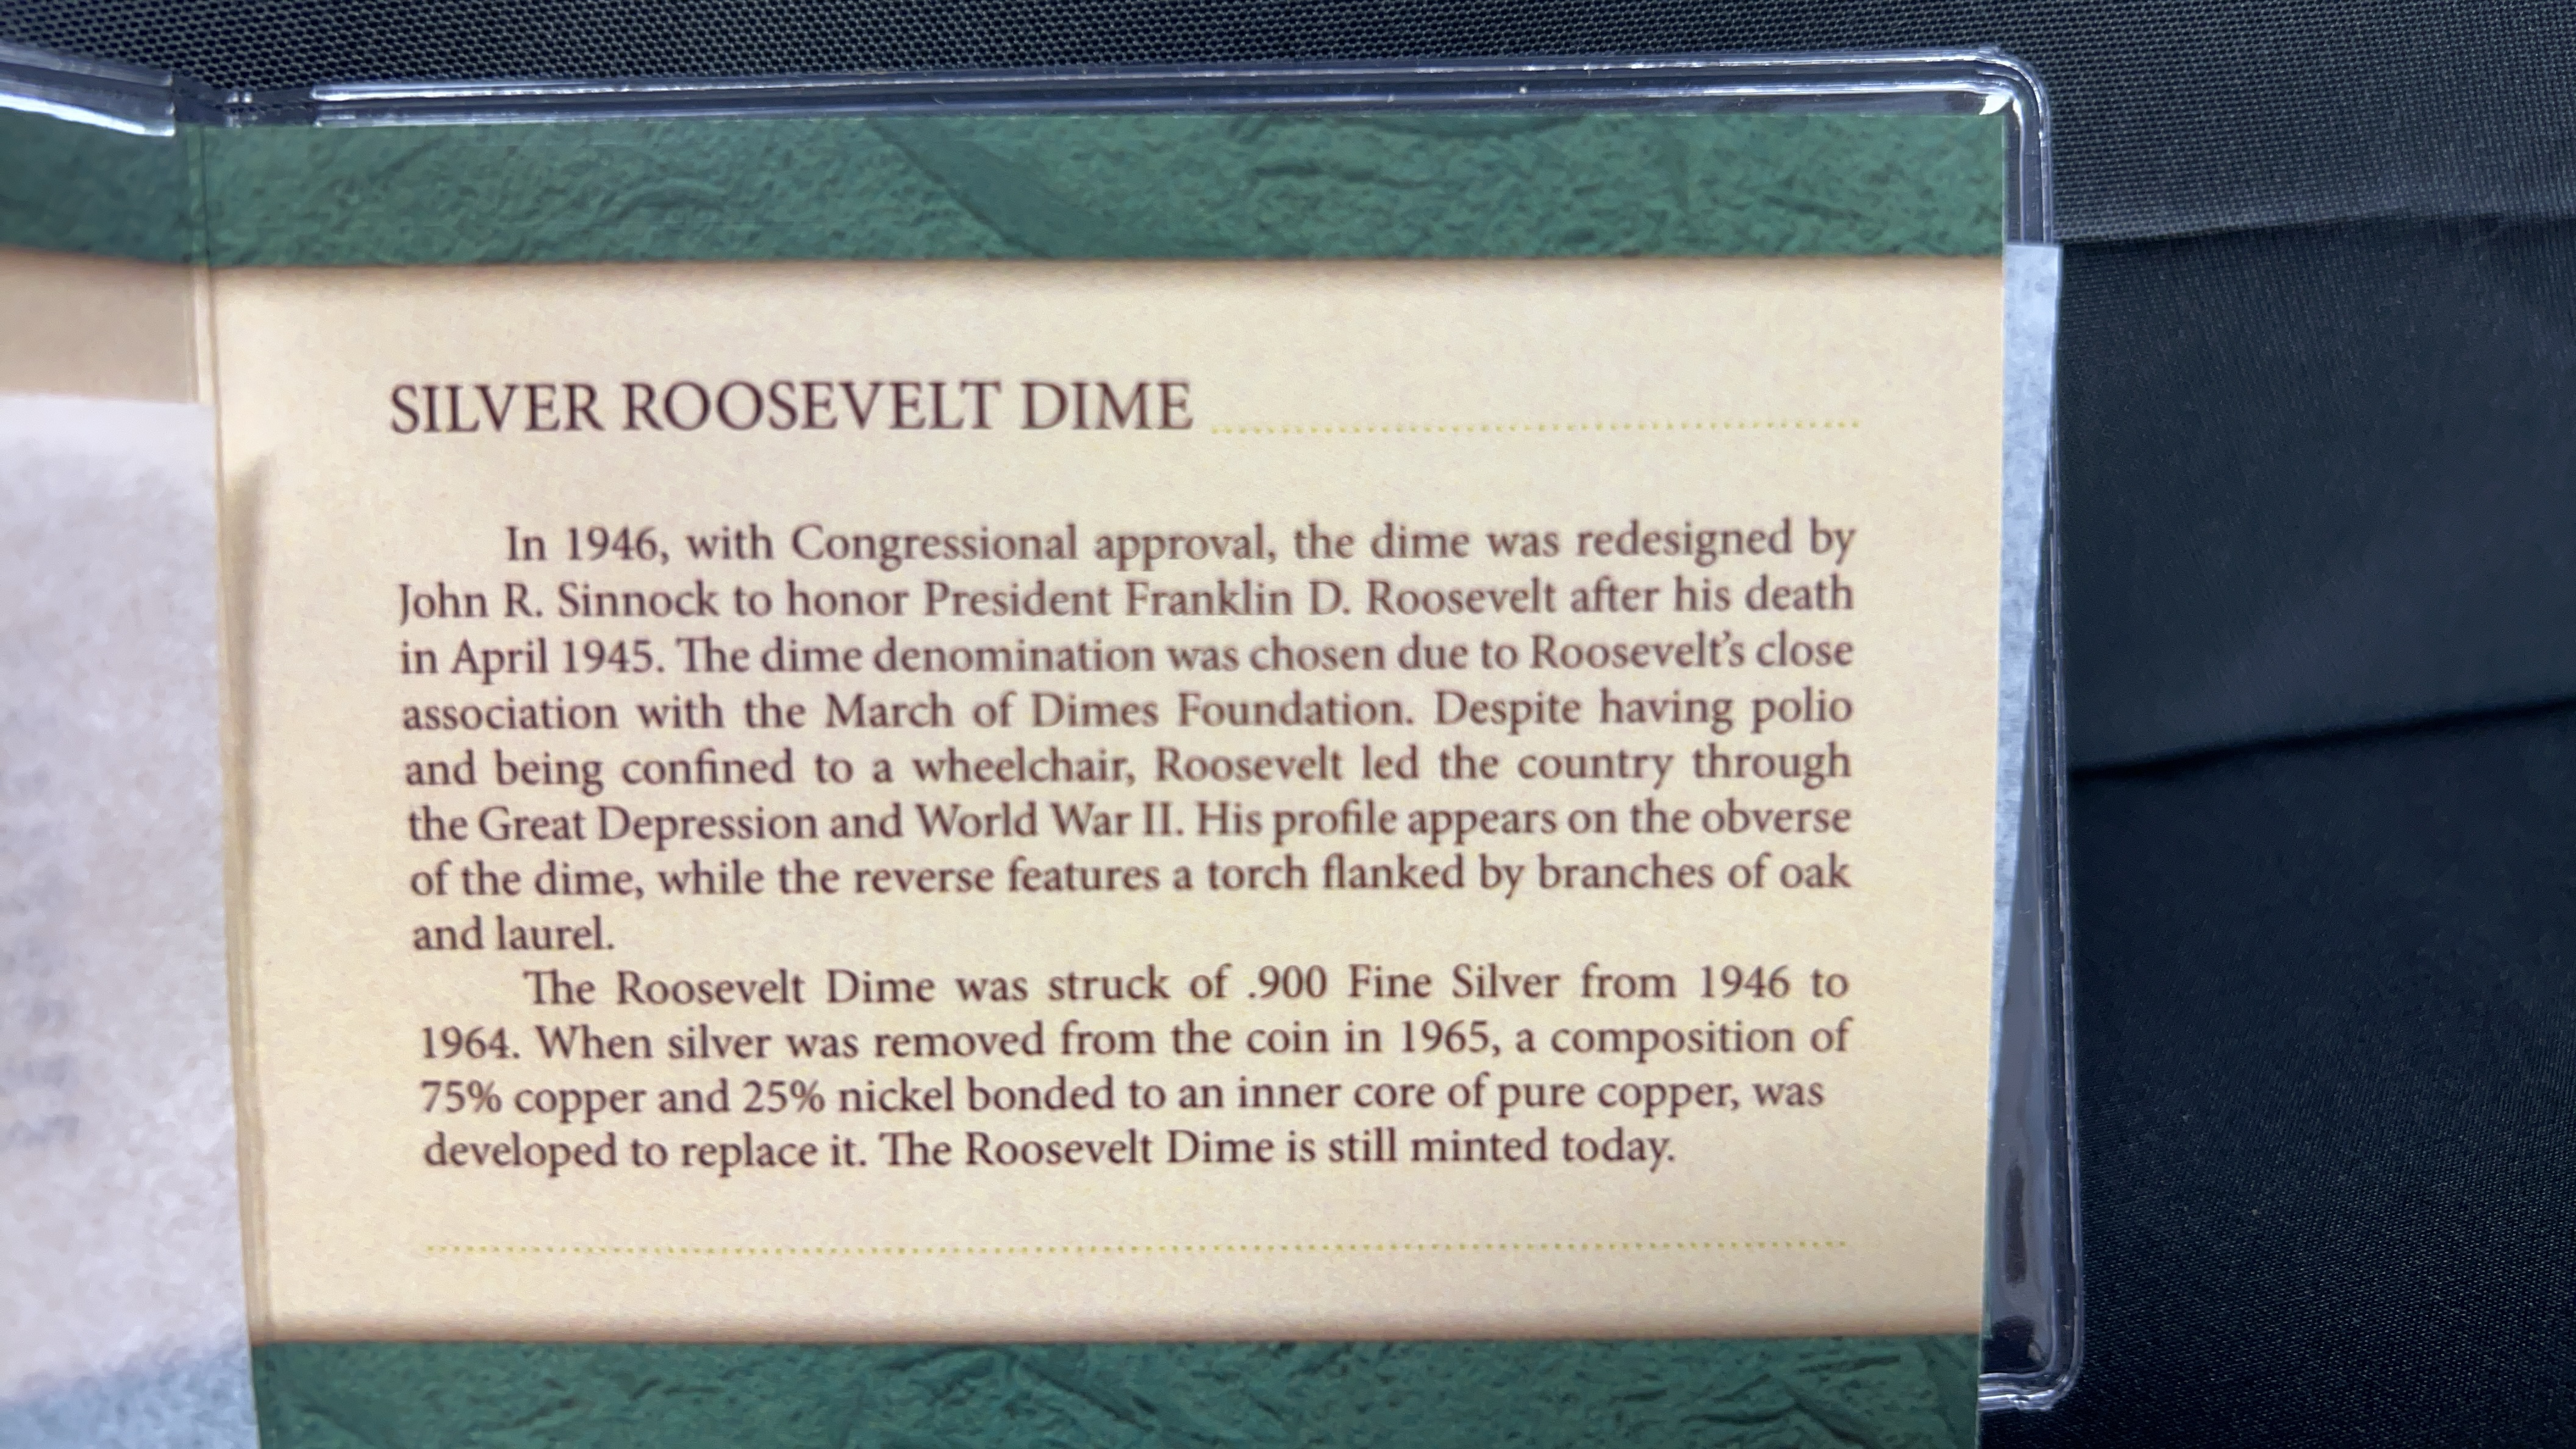 SILVER ROOSEVELT DIME
In 1946, with Congressional approval, the dime was redesigned by
John R. Sinnock to honor President Franklin D. Roosevelt after his death
in April 1945. The dime denomination was chosen due to Roosevelt's close
association with the March of Dimes Foundation. Despite having polio
and being confined to a wheelchair, Roosevelt led the country through
the Great Depression and World War II. His profile appears on the obverse
of the dime, while the reverse features a torch flanked by branches of oak
and laurel.
The Roosevelt Dime was struck of .900 Fine Silver from 1946 to
1964. When silver was removed from the coin in 1965, a composition of
75% copper and 25% nickel bonded to an inner core of pure copper, was
developed to replace it. The Roosevelt Dime is still minted today.